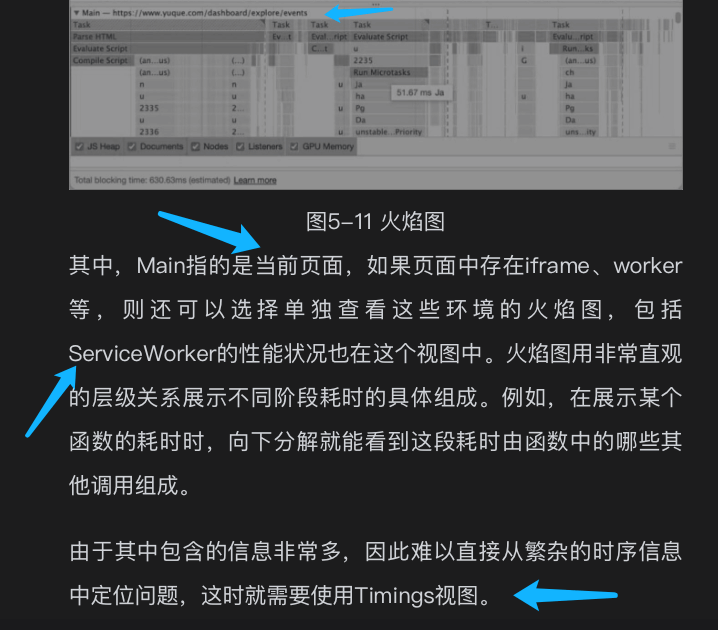 ▼ Main — https://www.yuque.com/dashboard/explore/events
Task Task Task Task T... Task
Parse HTML Ev...t Eval...ript Evaluate Script Evalu...ript
Evaluate Script C...t u I Run...ks
Compile Script (an...us) (...) 2235 G (an...us)
(an...us) (...) Run Microtasks ch
n n u Ja Ja
51.67 ms Ja
u u ha u ha
2335 2... Pg Pg
u u Da Da
2336 2... u unstable...Priority uns...ity
JS Heap Documents Nodes Listeners GPU Memory
Total blocking time: 630.63ms (estimated) Learn more
图5-11 火焰图
其中，Main指的是当前页面，如果页面中存在iframe、worker
等，则还可以选择单独查看这些环境的火焰图，包括
ServiceWorker的性能状况也在这个视图中。火焰图用非常直观
的层级关系展示不同阶段耗时的具体组成。例如，在展示某个
函数的耗时时，向下分解就能看到这段耗时由函数中的哪些其
他调用组成。
由于其中包含的信息非常多，因此难以直接从繁杂的时序信息
中定位问题，这时就需要使用Timings视图。